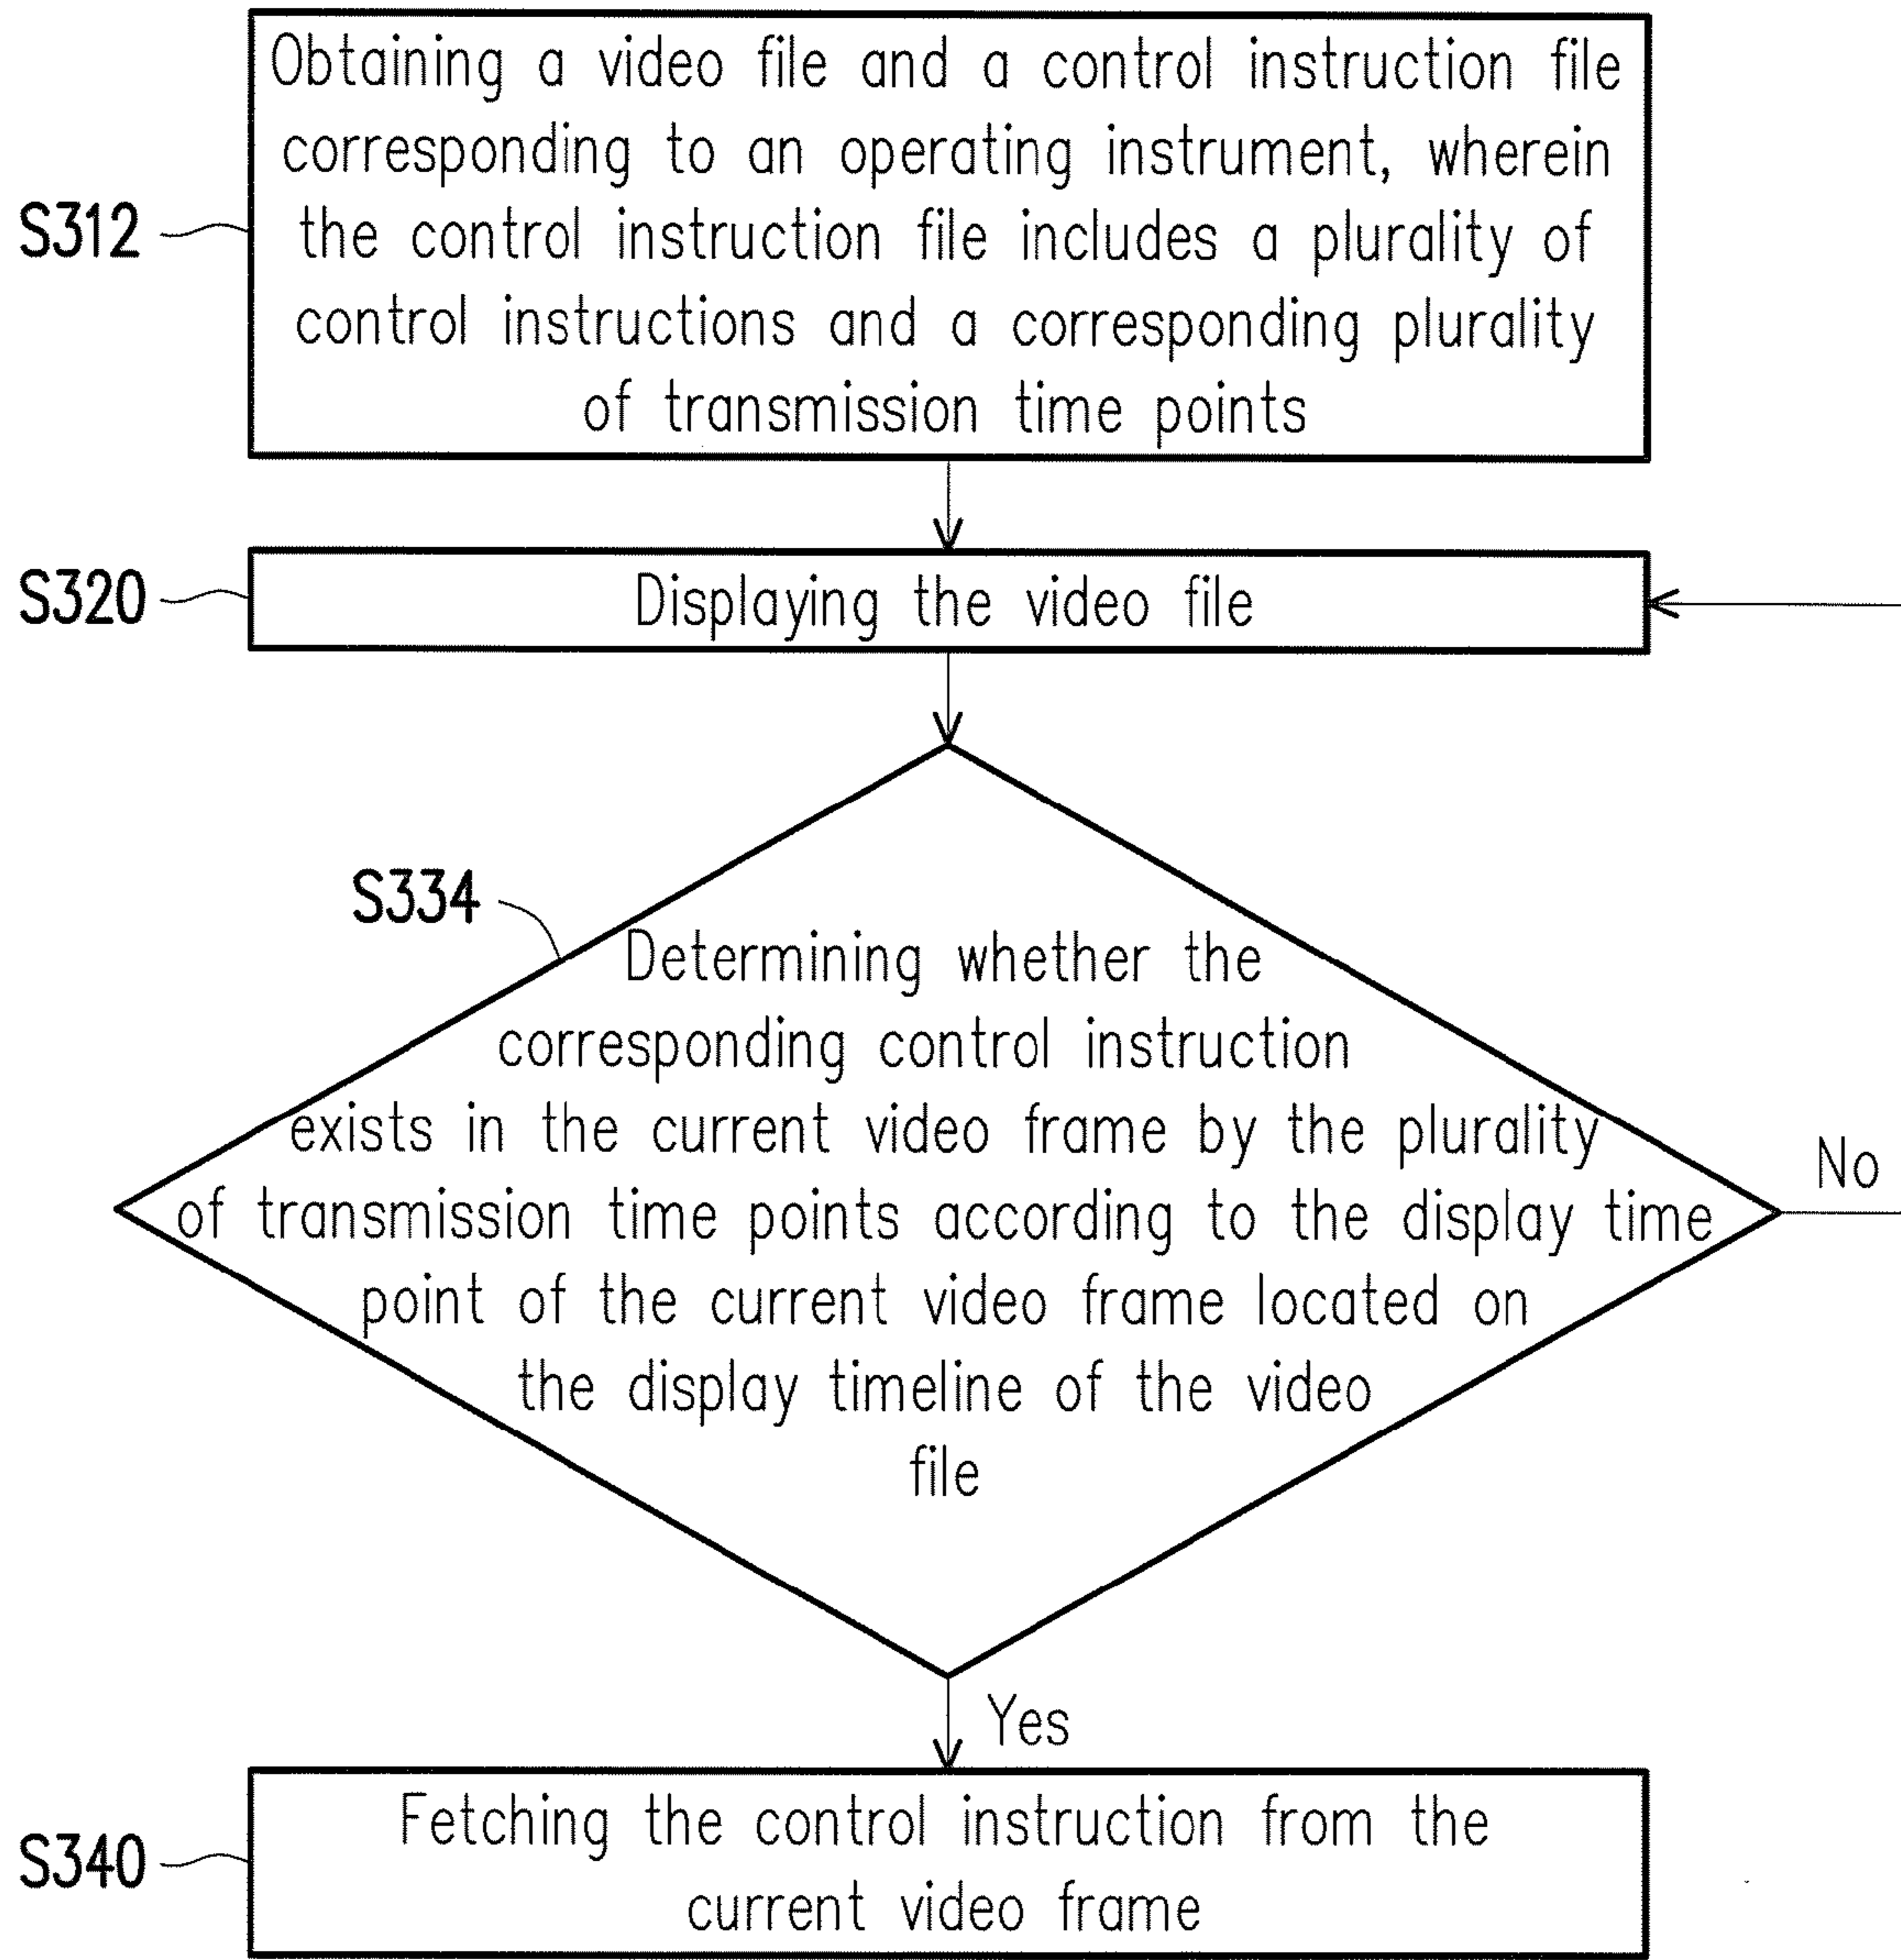 Obtaining a video file and a control instruction file
corresponding to an operating instrument, wherein
S312
the control instruction file includes a plurality of
control instructions and a corresponding plurality
of transmission time points
S320
Displaying the video file
S334
Determining whether the
corresponding control instruction
exists in the current video frame by the plurality
No
of transmission time points according to the display time
point of the current video frame located on
the display timeline of the video
file
Yes
S340
Fetching the control instruction from the
current video frame